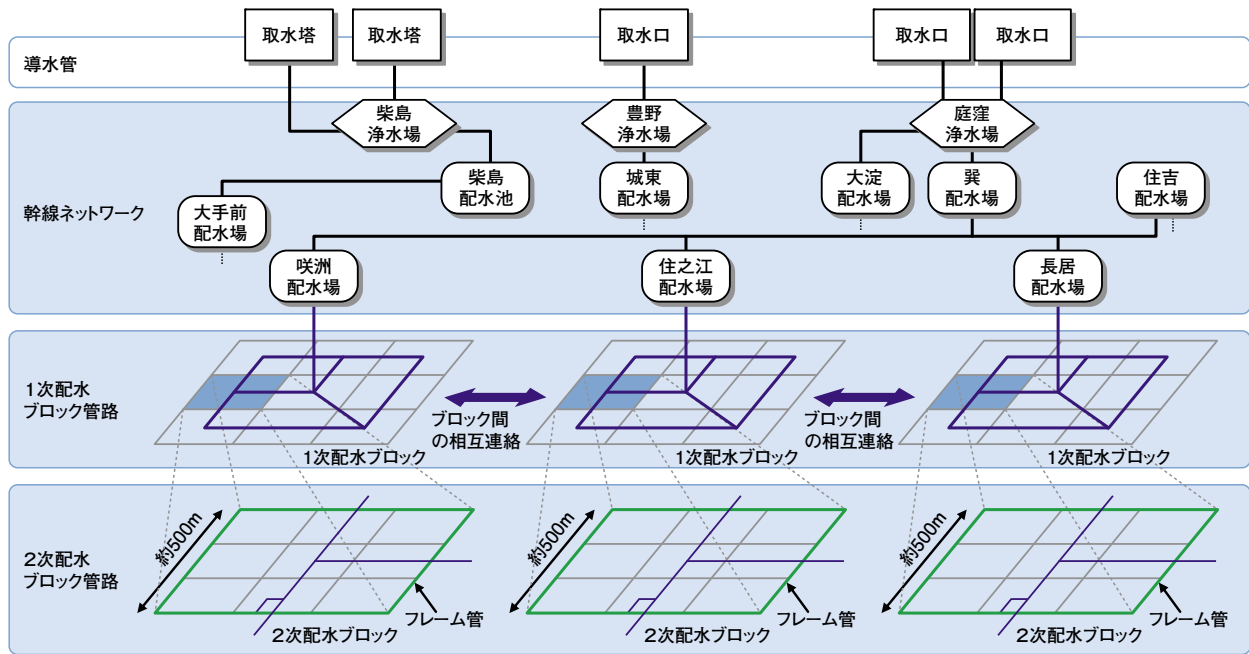 取水塔
取水塔
取水口
取水口
取水口
導水管
柴島
浄水場
豊野
浄水場
庭窪
浄水場
柴島
配水池
城東
配水場
大淀
配水場
巽
配水場
住吉
配水場
幹線ネットワーク
大手前
配水場
咲洲
配水場
住之江
配水場
長居
配水場
1次配水
ブロック管路
ブロック間
の相互連絡
ブロック間
の相互連絡
1次配水ブロック
1次配水ブロック
1次配水ブロック
2次配水
ブロック管路
約500m
約500m
約500m
フレーム管
フレーム管
フレーム管
2次配水ブロック
2次配水ブロック
2次配水ブロック